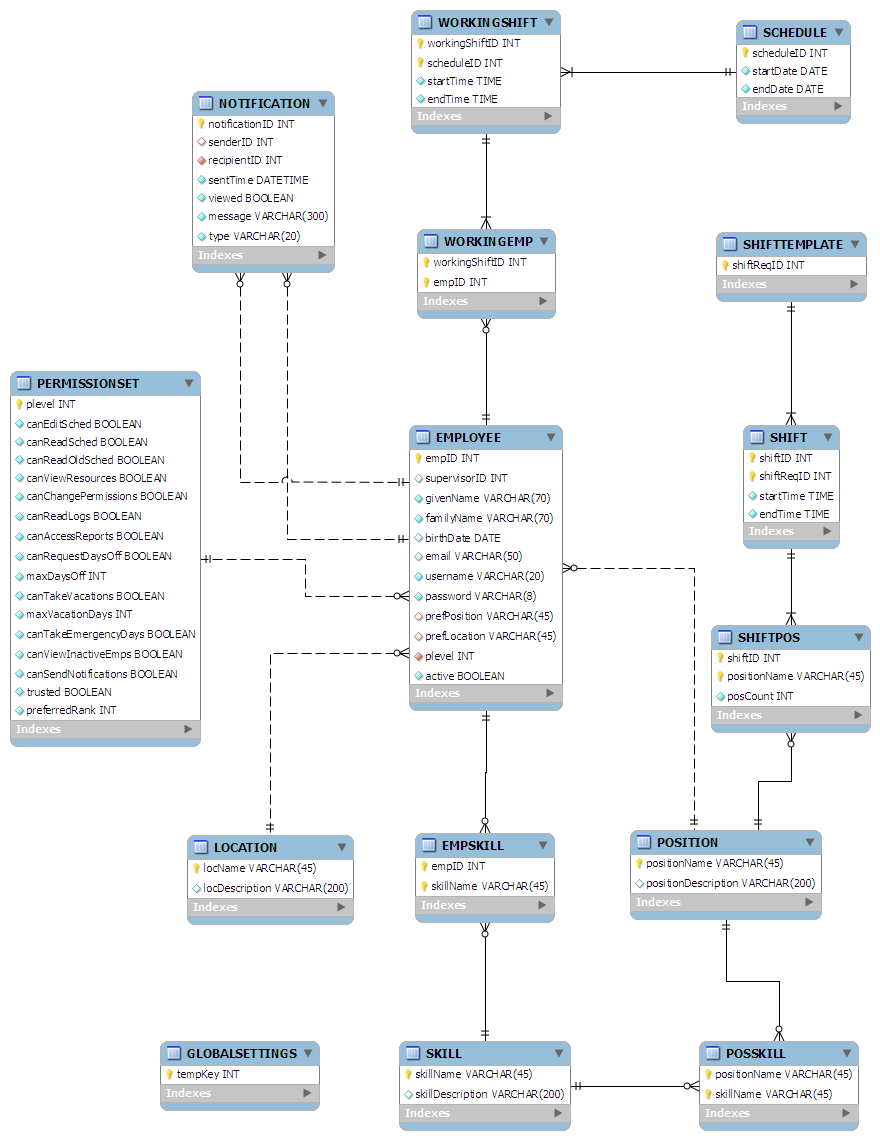 WORKINGSHIFT
workingShiftID INT
scheduleID INT
startTime TIME
endTime TIME
Indexes
SCHEDULE
scheduleID INT
startDate DATE
endDate DATE
Indexes
NOTIFICATION
notificationID INT
senderID INT
recipientID INT
sentTime DATETIME
viewed BOOLEAN
message VARCHAR(300)
type VARCHAR(20)
Indexes
WORKINGEMP
workingShiftID INT
empID INT
Indexes
SHIFTTEMPLATE
shiftReqID INT
Indexes
PERMISSIONSET
plevel INT
canEditSched BOOLEAN
canReadSched BOOLEAN
canReadOldSched BOOLEAN
canViewResources BOOLEAN
canChangePermissions BOOLEAN
canReadLogs BOOLEAN
canAccessReports BOOLEAN
canRequestDaysOff BOOLEAN
maxDaysOff INT
canTakeVacations BOOLEAN
maxVacationDays INT
canTakeEmergencyDays BOOLEAN
canViewInactiveEmps BOOLEAN
canSendNotifications BOOLEAN
trusted BOOLEAN
preferredRank INT
Indexes
EMPLOYEE
empID INT
supervisorID INT
givenName VARCHAR(70)
familyName VARCHAR(70)
birthDate DATE
email VARCHAR(50)
username VARCHAR(20)
password VARCHAR(8)
prefPosition VARCHAR(45)
prefLocation VARCHAR(45)
plevel INT
active BOOLEAN
Indexes
SHIFT
shiftID INT
shiftReqID INT
startTime TIME
endTime TIME
Indexes
SHIFTPOS
shiftID INT
positionName VARCHAR(45)
posCount INT
Indexes
LOCATION
locName VARCHAR(45)
locDescription VARCHAR(200)
Indexes
EMPSKILL
empID INT
skillName VARCHAR(45)
Indexes
POSITION
positionName VARCHAR(45)
positionDescription VARCHAR(200)
Indexes
GLOBALSETTINGS
tempKey INT
Indexes
SKILL
skillName VARCHAR(45)
skillDescription VARCHAR(200)
Indexes
POSSKILL
positionName VARCHAR(45)
skillName VARCHAR(45)
Indexes